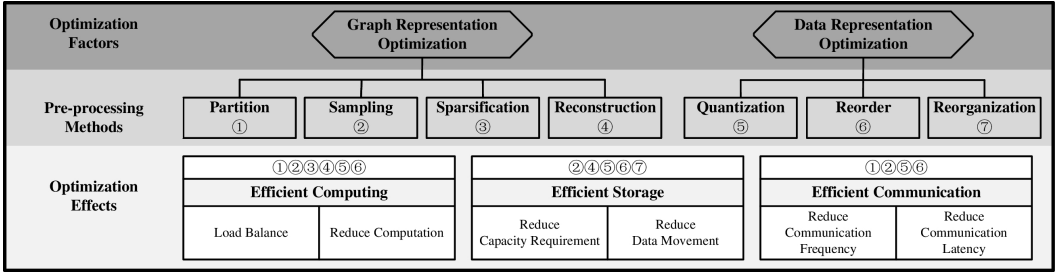 Optimization
Factors
Graph Representation
Optimization
Data Representation
Optimization
Pre-processing
Methods
Partition
①
Sampling
②
Sparsification
③
Reconstruction
④
Quantization
⑤
Reorder
⑥
Reorganization
⑦
Optimization
Effects
①②③④⑤⑥
Efficient Computing
Load Balance
Reduce Computation
②④⑤⑥⑦
Efficient Storage
Reduce
Capacity Requirement
Reduce
Data Movement
①②⑤⑥
Efficient Communication
Reduce
Communication
Frequency
Reduce
Communication
Latency